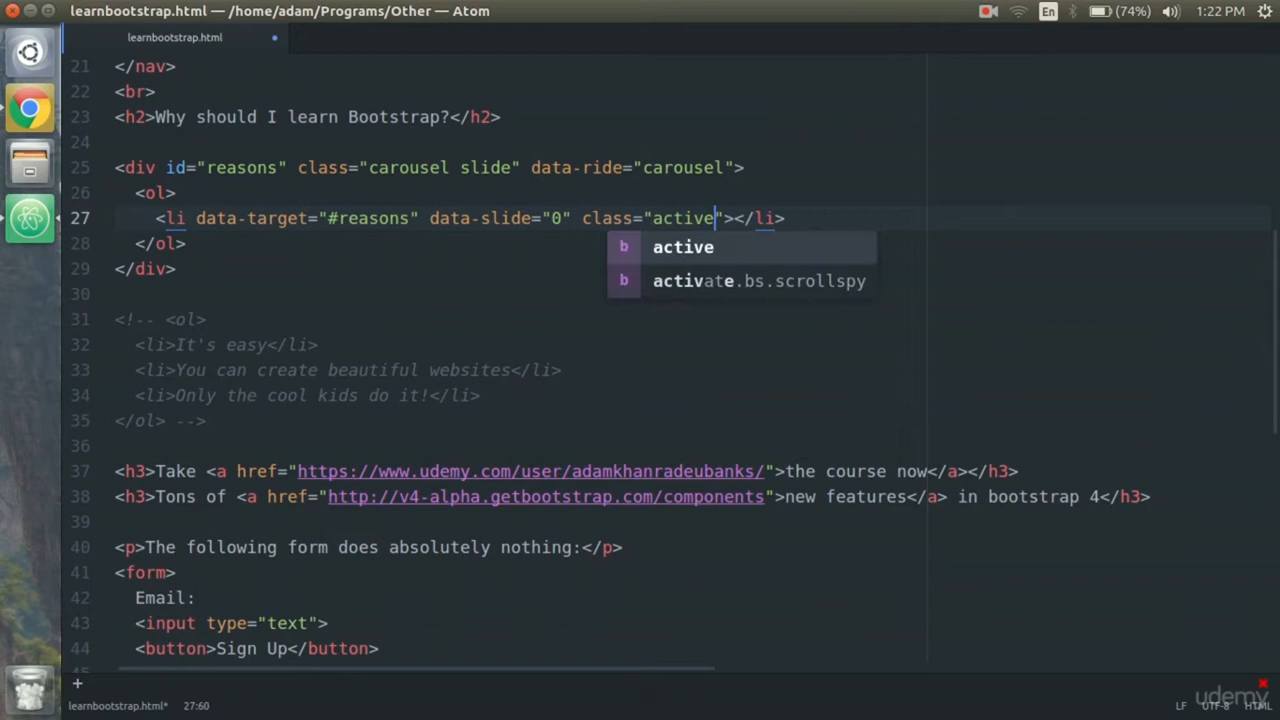 learnbootstrap.html — /home/adam/Programs/Other — Atom
En (74%) 1:22 PM
learnbootstrap.html
21 </nav>
22 <br>
23 <h2>Why should I learn Bootstrap?</h2>
24
25 <div id="reasons" class="carousel slide" data-ride="carousel">
26 <ol>
27 <li data-target="#reasons" data-slide="0" class="active"></li>
b active
28 </ol>
b activate.bs.scrollspy
29 </div>
30
31 <!-- <ol>
32 <li>It's easy</li>
33 <li>You can create beautiful websites</li>
34 <li>Only the cool kids do it!</li>
35 </ol> -->
36
37 <h3>Take <a href="https://www.udemy.com/user/adamkhanradeubanks/">the course now</a></h3>
38 <h3>Tons of <a href="http://v4-alpha.getbootstrap.com/components">new features</a> in bootstrap 4</h3>
39
40 <p>The following form does absolutely nothing:</p>
41 <form>
42 Email:
43 <input type="text">
44 <button>Sign Up</button>
45
+
udemy
learnbootstrap.html* 27:60 LF UTF-8 HTML